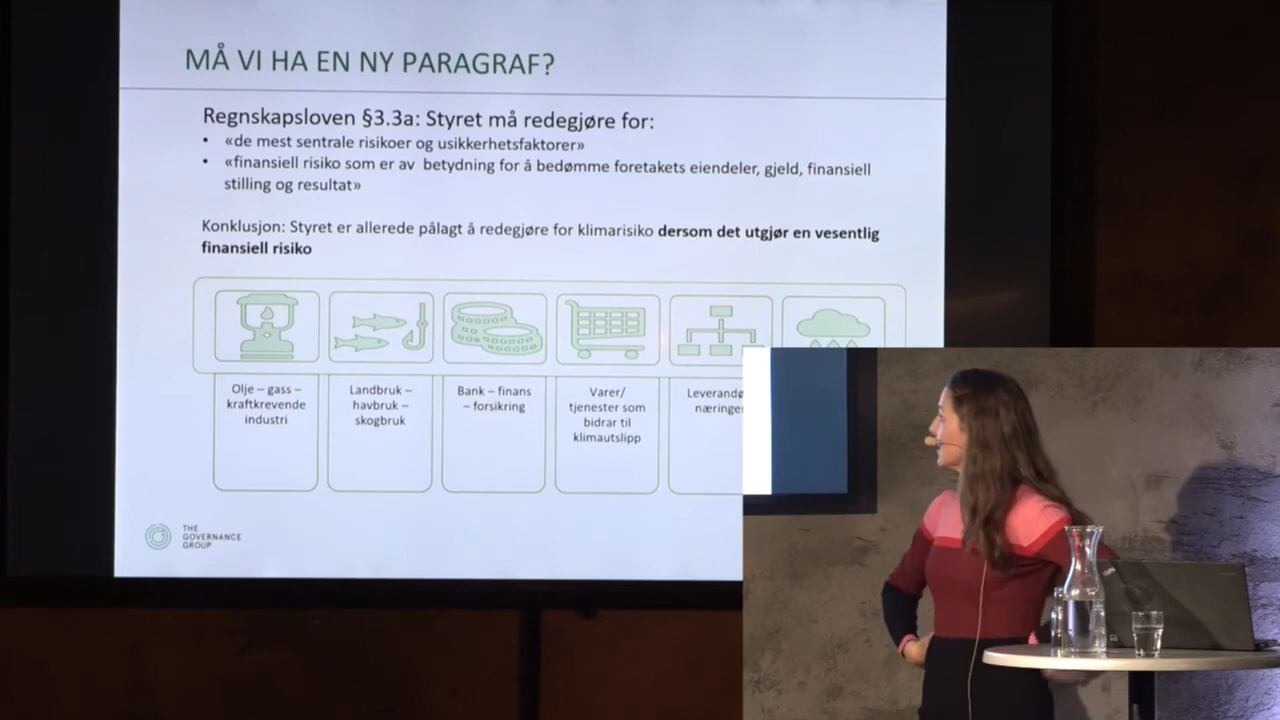 MÅ VI HA EN NY PARAGRAF?
Regnskapsloven §3.3a: Styret må redegjøre for:
• «de mest sentrale risikoer og usikkerhetsfaktorer»
• «finansiell risiko som er av betydning for å bedømme foretakets eiendeler, gjeld, finansiell
stilling og resultat»
Konklusjon: Styret er allerede pålagt å redegjøre for klimarisiko dersom det utgjør en vesentlig
finansiell risiko
Olje – gass –
kraftkrevende
industri
Landbruk –
havbruk –
skogbruk
Bank – finans
– forsikring
Varer/
tjenester som
bidrar til
klimautslipp
THE
GOVERNANCE
GROUP